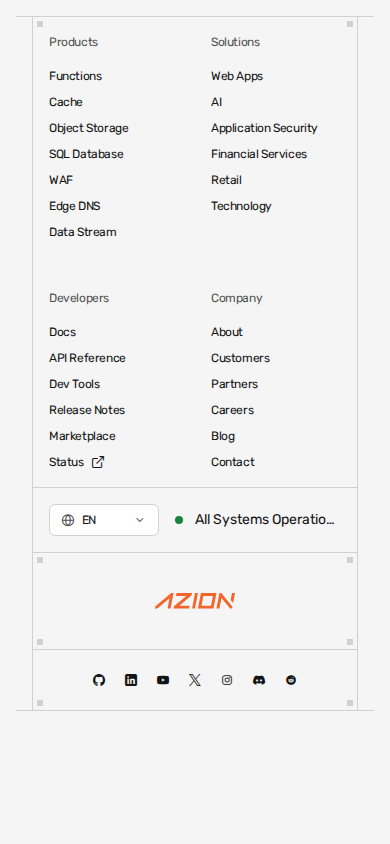 Products
Functions
Cache
Object Storage
SQL Database
WAF
Edge DNS
Data Stream
Solutions
Web Apps
AI
Application Security
Financial Services
Retail
Technology
Developers
Docs
API Reference
Dev Tools
Release Notes
Marketplace
Status
Company
About
Customers
Partners
Careers
Blog
Contact
EN
All Systems Operatio...
AZION